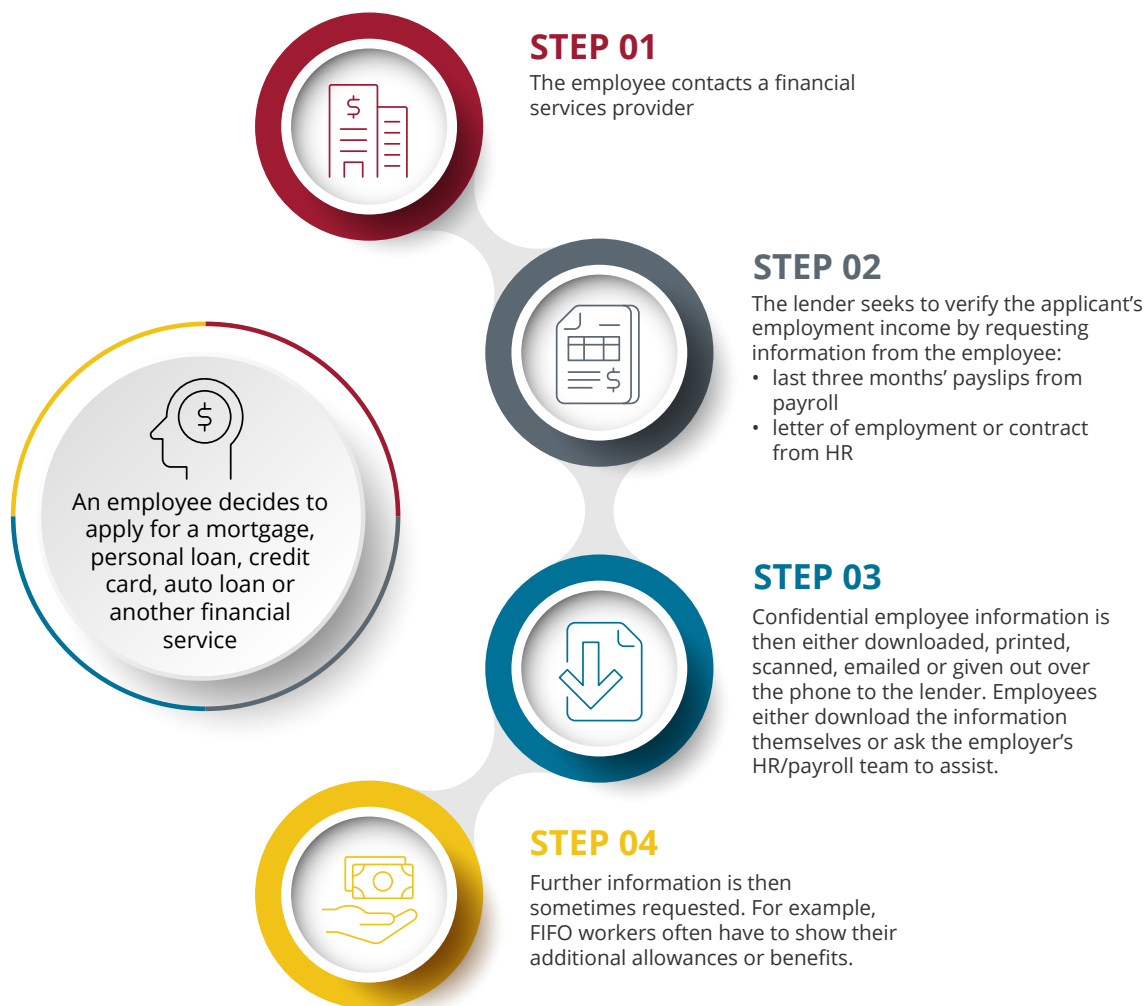 STEP 01
The employee contacts a financial
services provider
STEP 02
The lender seeks to verify the applicant’s
employment income by requesting
information from the employee:
• last three months’ payslips from
payroll
• letter of employment or contract
from HR
An employee decides to
apply for a mortgage,
personal loan, credit
card, auto loan or
another financial
service
STEP 03
Confidential employee information is
then either downloaded, printed,
scanned, emailed or given out over
the phone to the lender. Employees
either download the information
themselves or ask the employer’s
HR/payroll team to assist.
STEP 04
Further information is then
sometimes requested. For example,
FIFO workers often have to show their
additional allowances or benefits.